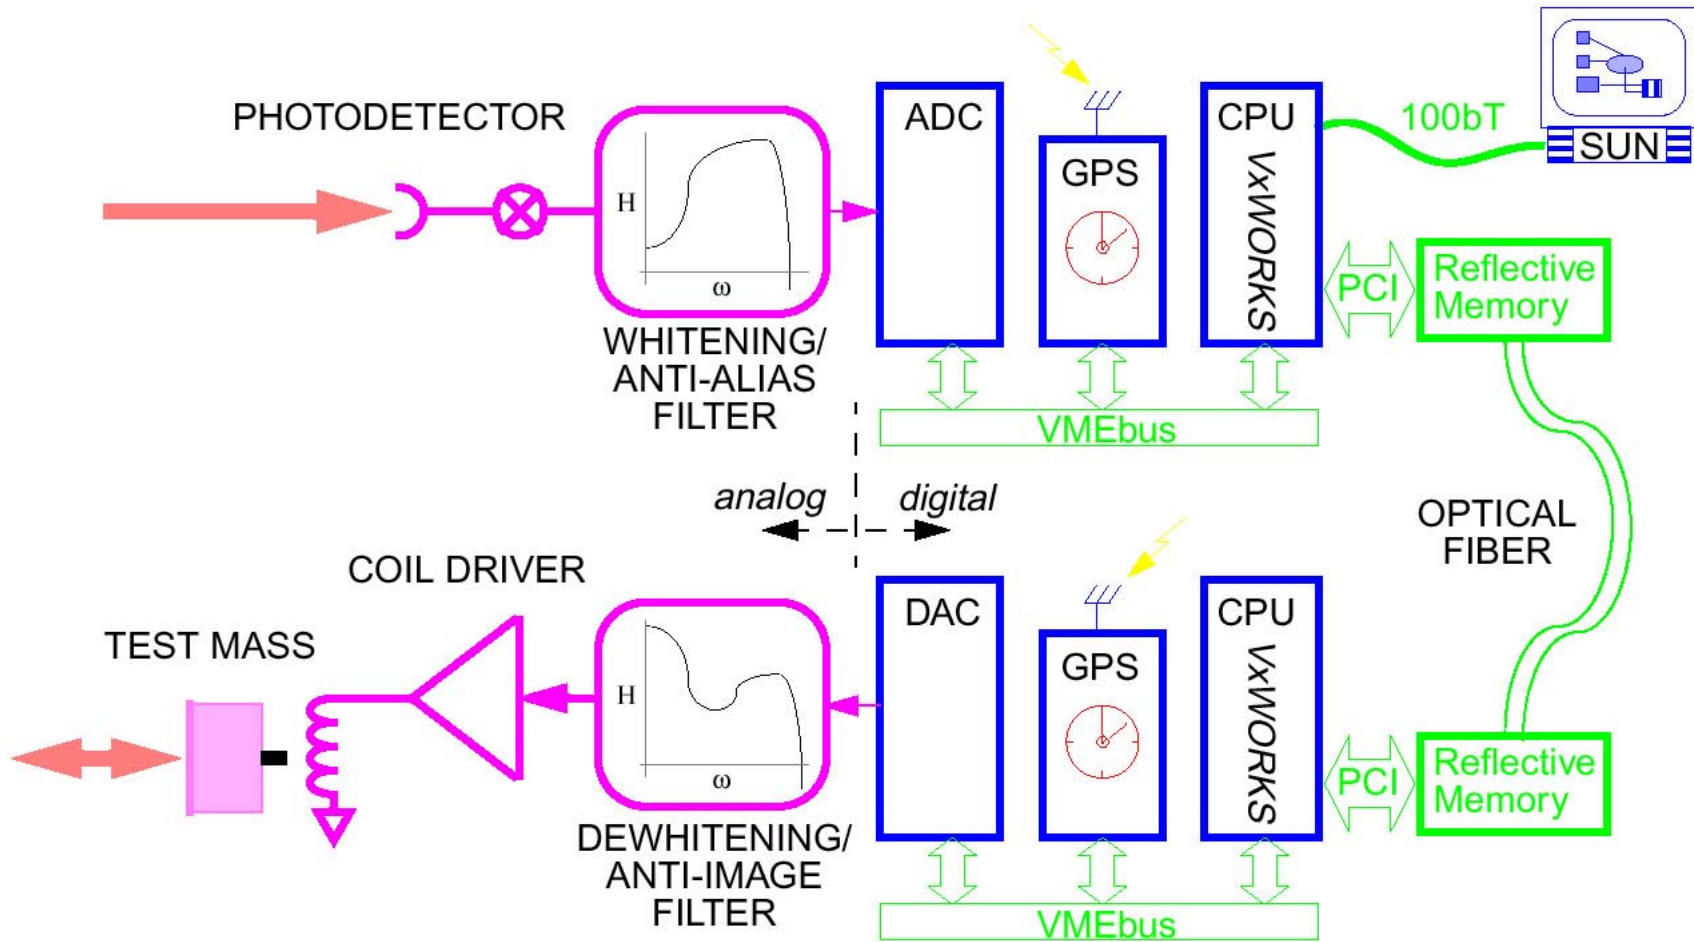 PHOTODETECTOR
H
ω
WHITENING/
ANTI-ALIAS
FILTER
ADC
GPS
CPU
VxWORKS
100bT
SUN
PCI
Reflective
Memory
VMEbus
analog
digital
OPTICAL
FIBER
COIL DRIVER
TEST MASS
H
ω
DEWHITENING/
ANTI-IMAGE
FILTER
DAC
GPS
CPU
VxWORKS
PCI
Reflective
Memory
VMEbus